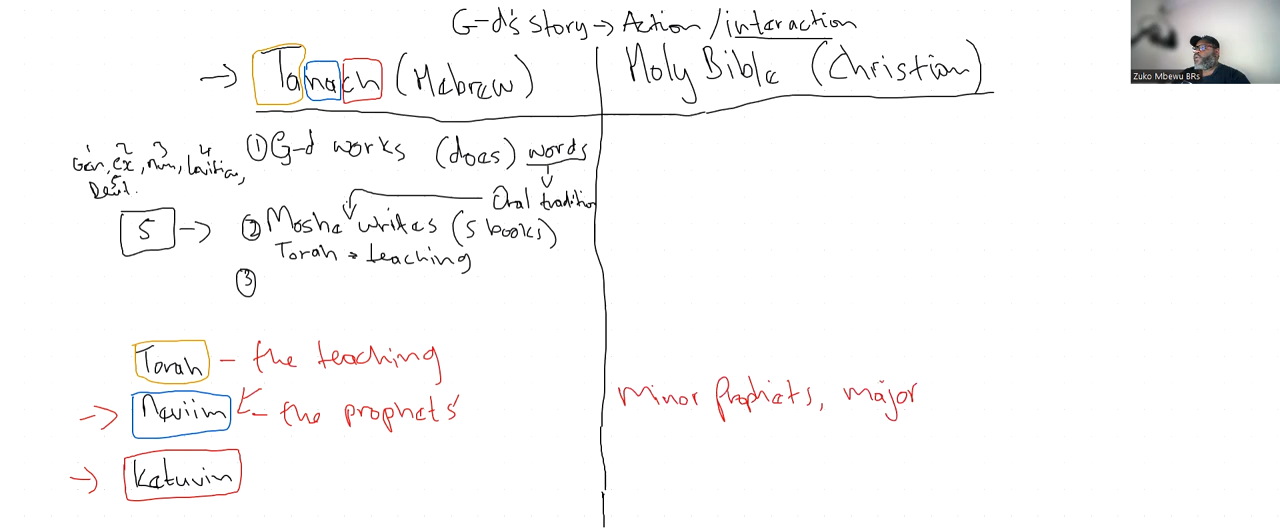 G-d's story → Action / interaction
→ Tanach (Hebrew)
Holy Bible (Christian)
1 2 3 4
Gen, ex, num, Leviticu,
5
Deut.
① G-d works (does) words
Oral tradition
5 → ② Moshe writes (5 books)
Torah = teaching
③
Torah - the teaching
→ Neviim - the prophets
Minor Prophets, major
→ Ketuvim
Zuko Mbewu BRs